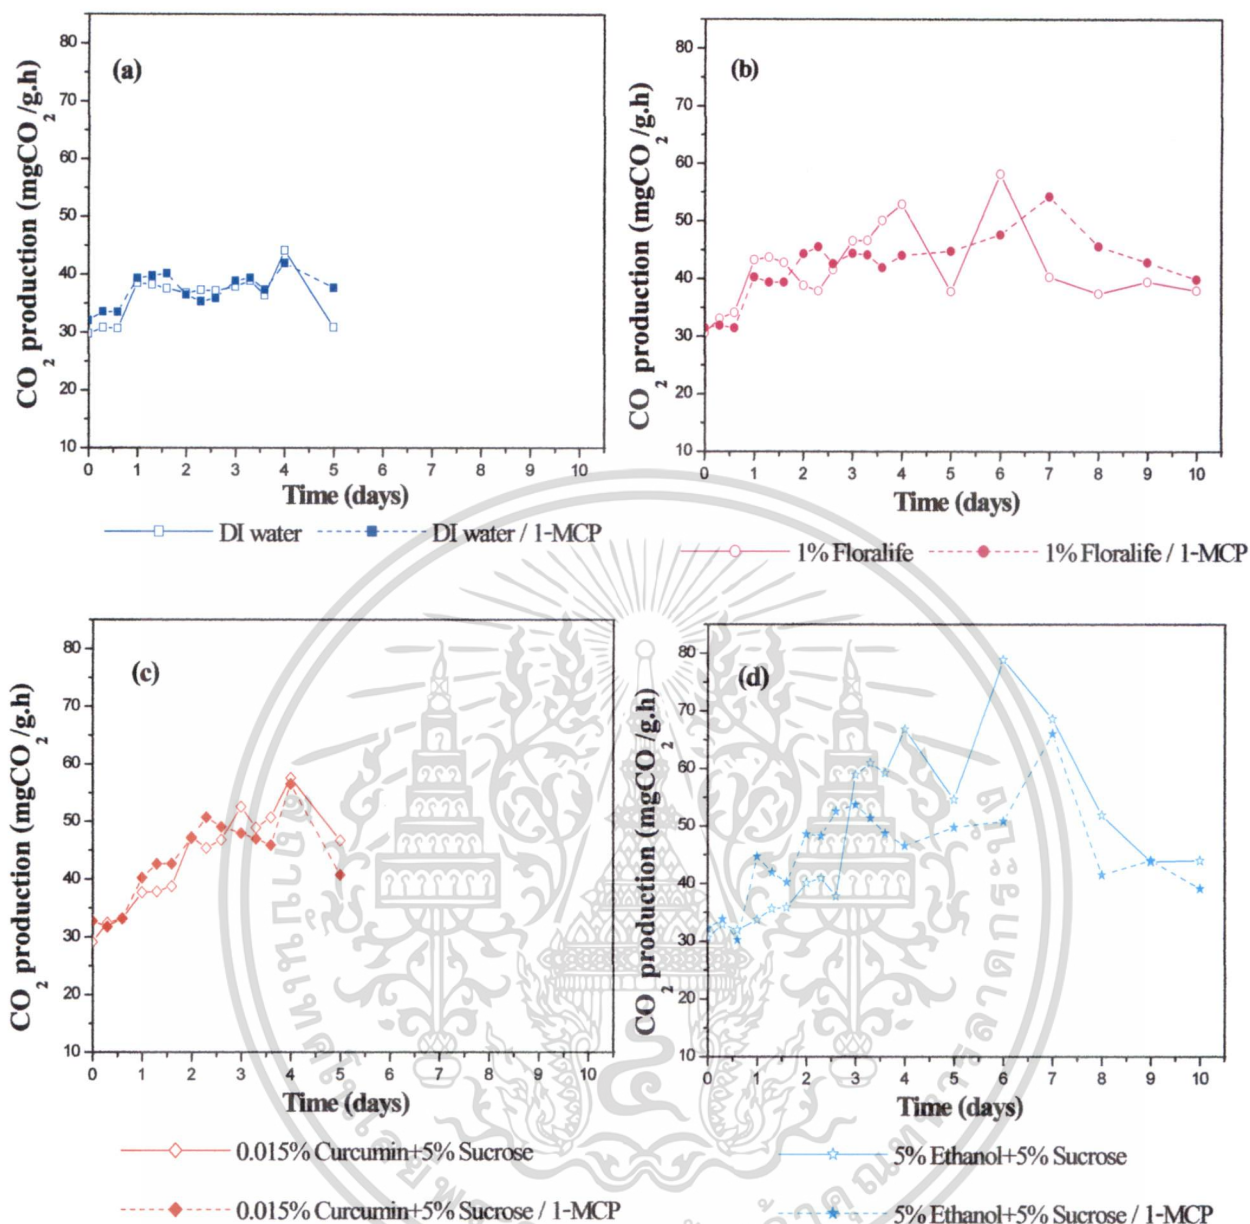 (a)
CO2 production (mgCO2/g.h)
80
70
60
50
40
30
20
10
0 1 2 3 4 5 6 7 8 9 10
Time (days)
DI water DI water / 1-MCP
(b)
CO2 production (mgCO2/g.h)
80
70
60
50
40
30
20
10
0 1 2 3 4 5 6 7 8 9 10
Time (days)
1% Floralife 1% Floralife / 1-MCP
(c)
CO2 production (mgCO2/g.h)
80
70
60
50
40
30
20
10
0 1 2 3 4 5 6 7 8 9 10
Time (days)
0.015% Curcumin+5% Sucrose
0.015% Curcumin+5% Sucrose / 1-MCP
(d)
CO2 production (mgCO2/g.h)
80
70
60
50
40
30
20
10
0 1 2 3 4 5 6 7 8 9 10
Time (days)
5% Ethanol+5% Sucrose
5% Ethanol+5% Sucrose / 1-MCP